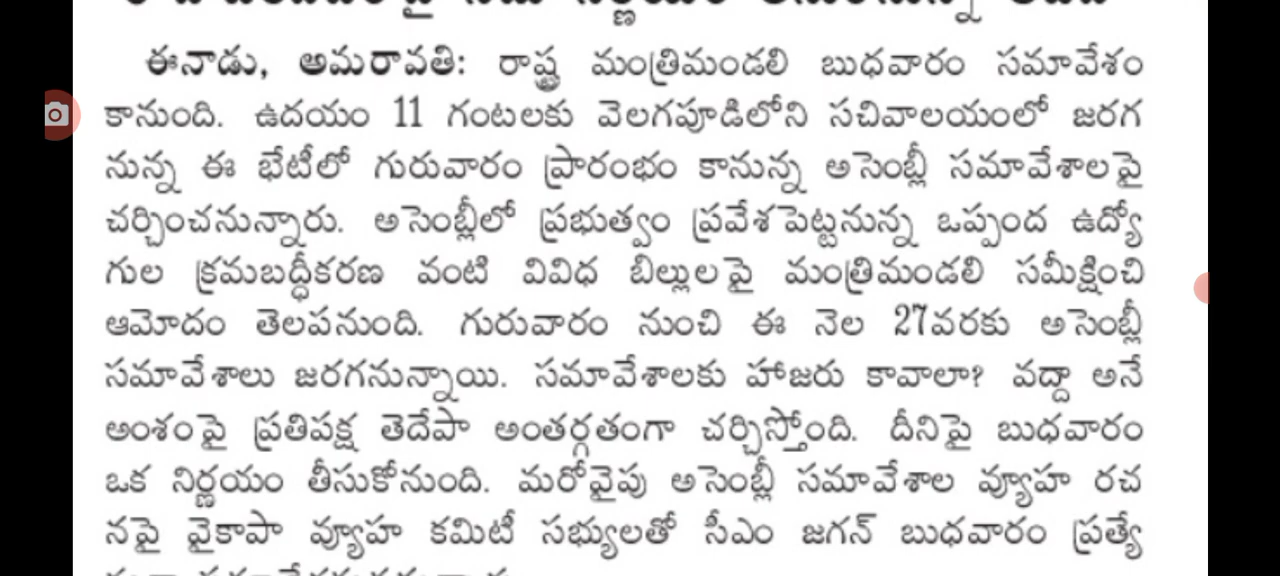 ఈనాడు, అమరావతి: రాష్ట్ర మంత్రిమండలి బుధవారం సమావేశం
కానుంది. ఉదయం 11 గంటలకు వెలగపూడిలోని సచివాలయంలో జరగ
నున్న ఈ భేటీలో గురువారం ప్రారంభం కానున్న అసెంబ్లీ సమావేశాలపై
చర్చించనున్నారు. అసెంబ్లీలో ప్రభుత్వం ప్రవేశపెట్టనున్న ఒప్పంద ఉద్యో
గుల క్రమబద్ధీకరణ వంటి వివిధ బిల్లులపై మంత్రిమండలి సమీక్షించి
ఆమోదం తెలపనుంది. గురువారం నుంచి ఈ నెల 27వరకు అసెంబ్లీ
సమావేశాలు జరగనున్నాయి. సమావేశాలకు హాజరు కావాలా? వద్దా అనే
అంశంపై ప్రతిపక్ష తెదేపా అంతర్గతంగా చర్చిస్తోంది. దీనిపై బుధవారం
ఒక నిర్ణయం తీసుకోనుంది. మరోవైపు అసెంబ్లీ సమావేశాల వ్యూహ రచ
నపై వైకాపా వ్యూహ కమిటీ సభ్యులతో సీఎం జగన్ బుధవారం ప్రత్యే